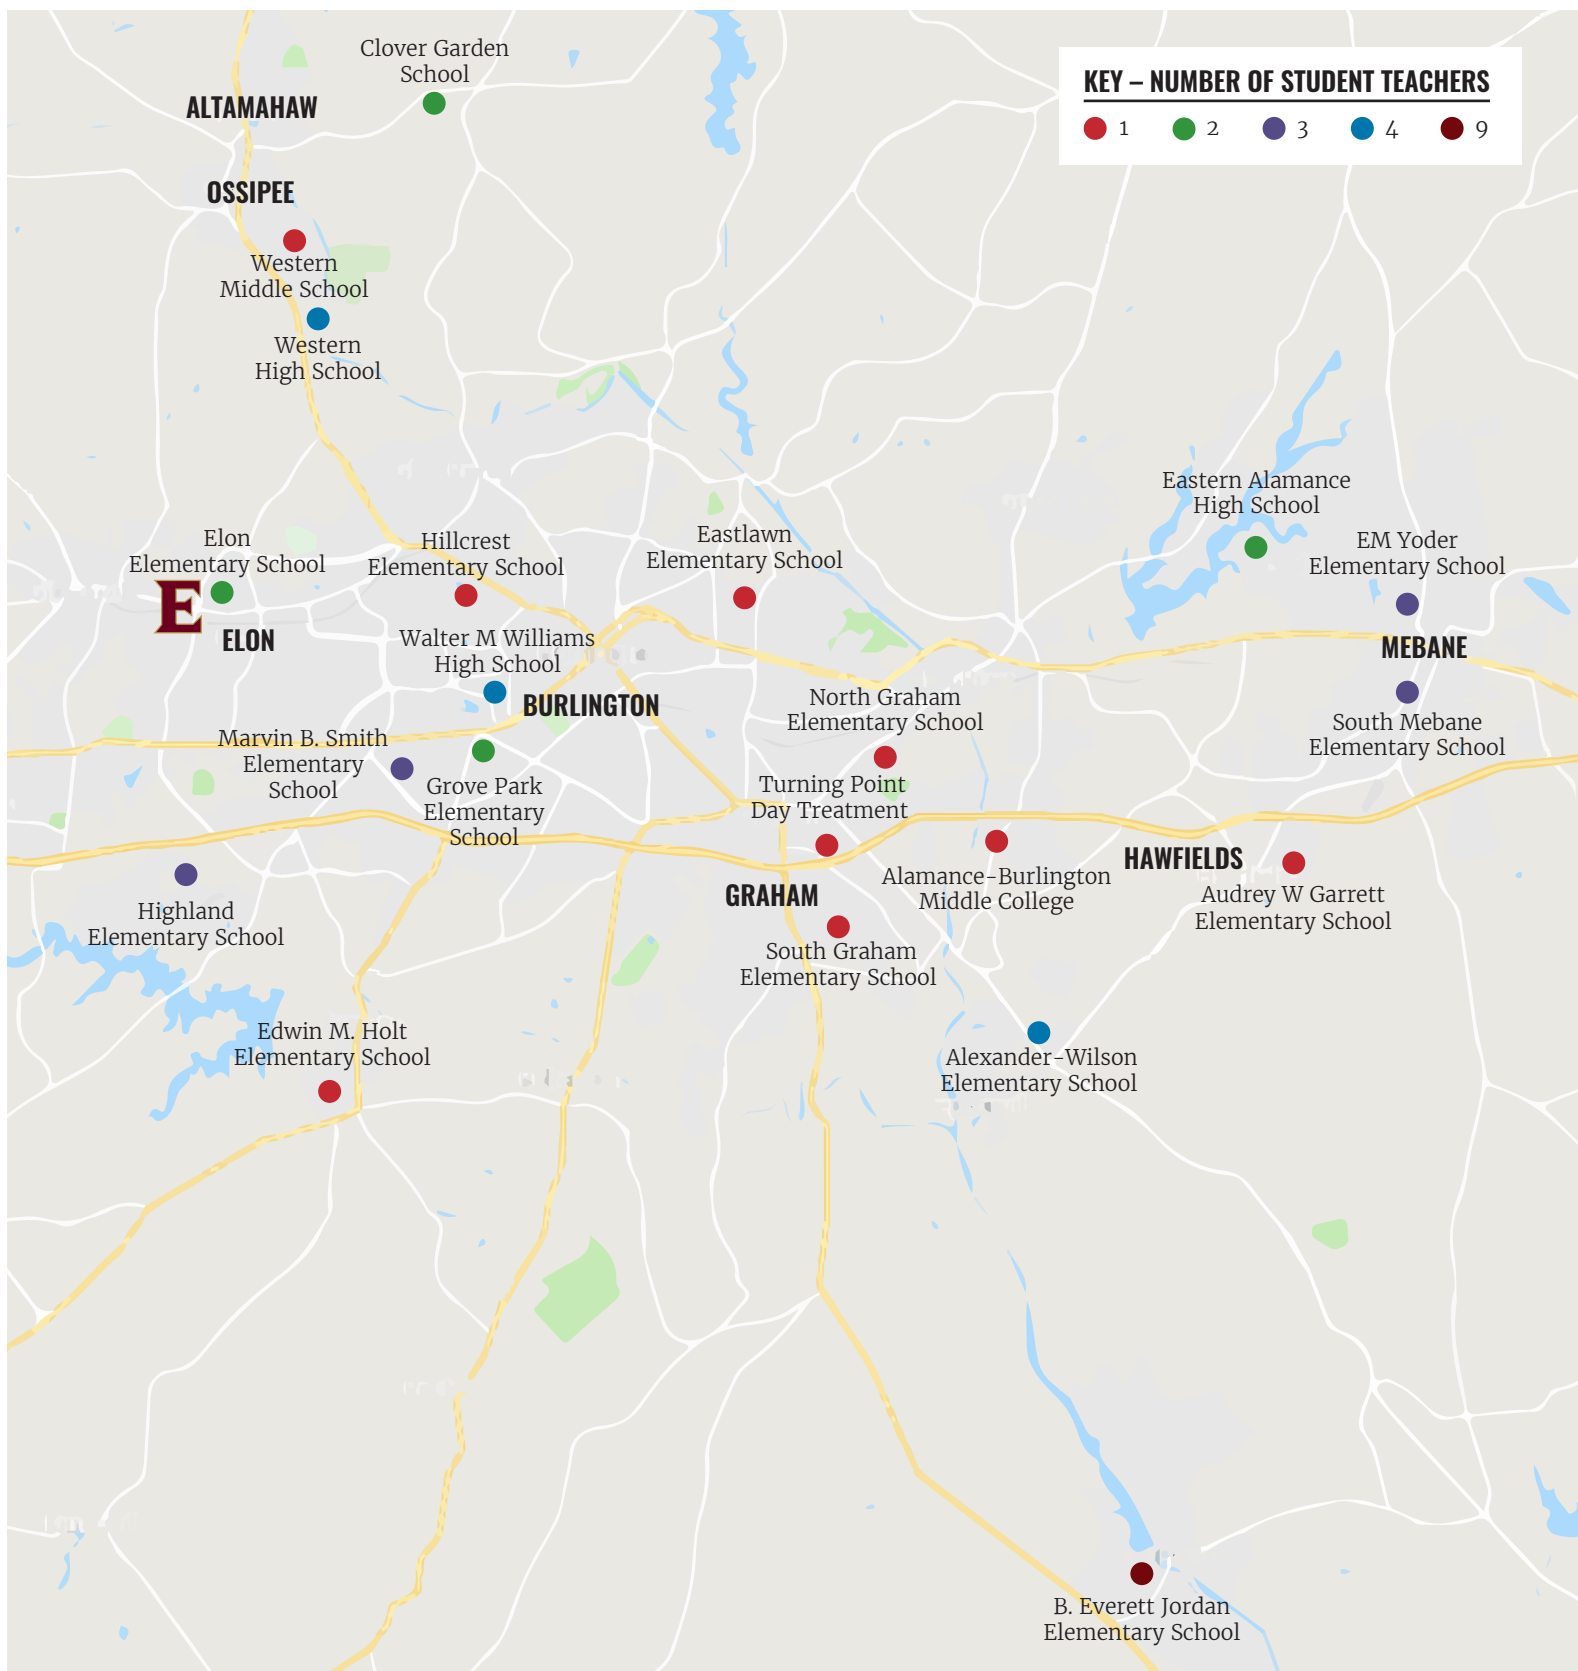 Clover Garden
School
KEY – NUMBER OF STUDENT TEACHERS
1 2 3 4 9
ALTAMAHAW
OSSIPEE
Western
Middle School
Western
High School
Eastern Alamance
High School
Elon
Elementary School
Hillcrest
Elementary School
Eastlawn
Elementary School
EM Yoder
Elementary School
E
ELON
Walter M Williams
High School
MEBANE
BURLINGTON
North Graham
Elementary School
South Mebane
Elementary School
Marvin B. Smith
Elementary
School
Grove Park
Elementary
School
Turning Point
Day Treatment
HAWFIELDS
Alamance-Burlington
Middle College
GRAHAM
Audrey W Garrett
Elementary School
Highland
Elementary School
South Graham
Elementary School
Edwin M. Holt
Elementary School
Alexander-Wilson
Elementary School
B. Everett Jordan
Elementary School